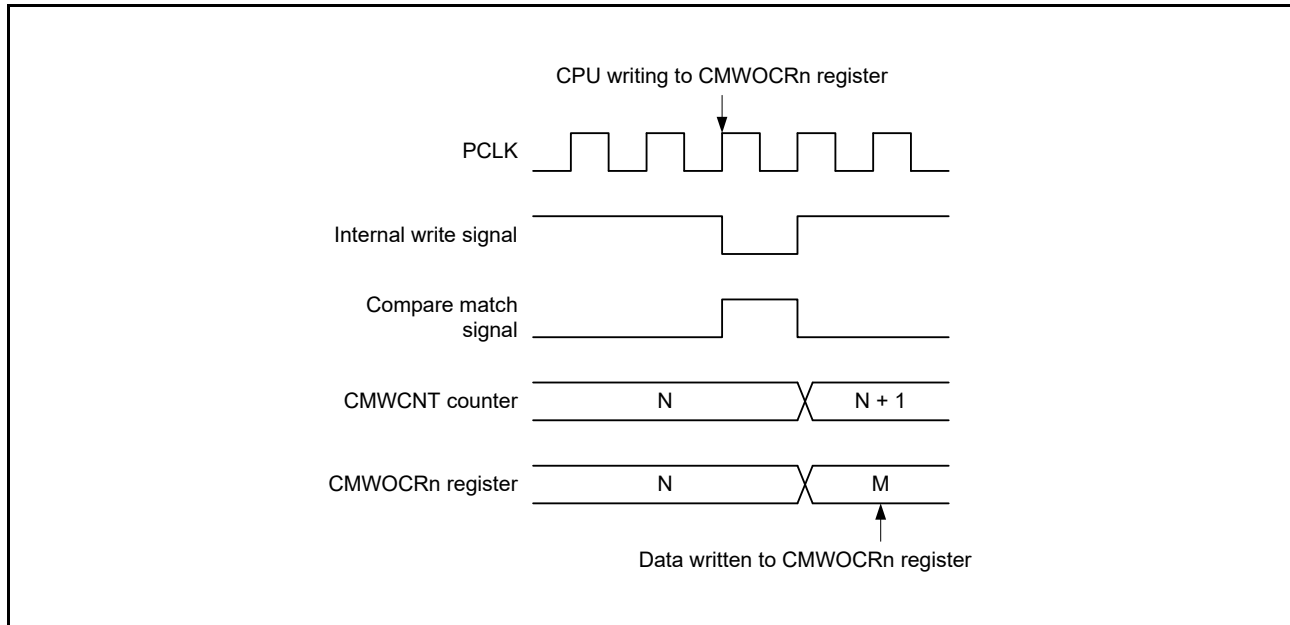 CPU writing to CMWOCRn register
PCLK
Internal write signal
Compare match
signal
CMWCNT counter
N
N + 1
CMWOCRn register
N
M
Data written to CMWOCRn register